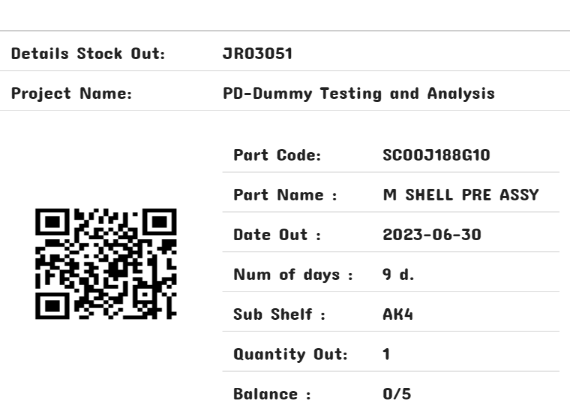 Details Stock Out: JR03051
Project Name: PD-Dummy Testing and Analysis
Part Code: SC00J188G10
Part Name : M SHELL PRE ASSY
Date Out : 2023-06-30
Num of days : 9 d.
Sub Shelf : AK4
Quantity Out: 1
Balance : 0/5